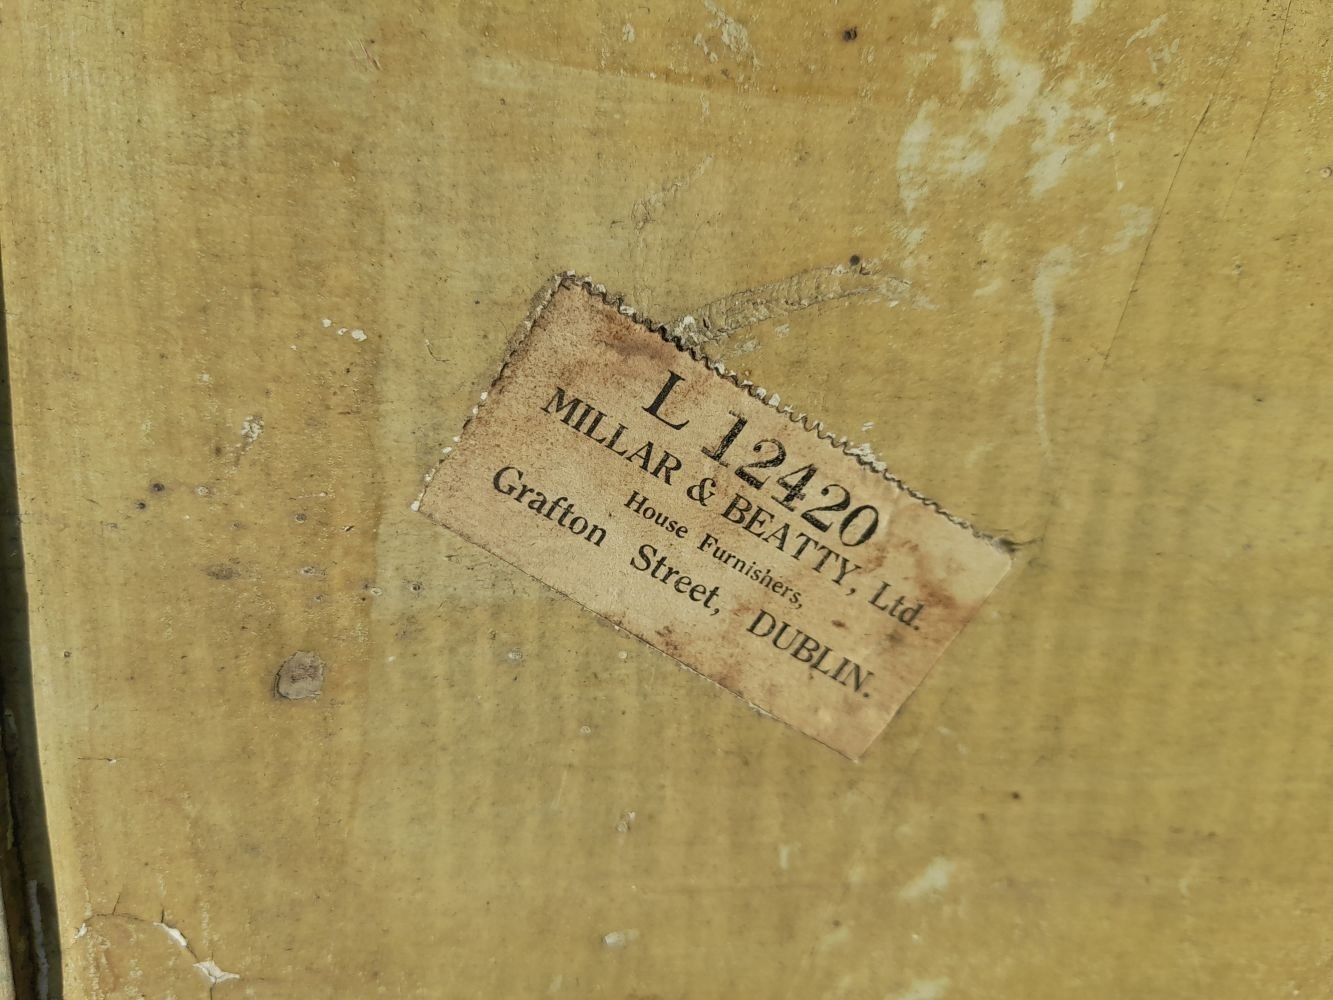 L 12420
MILLAR & BEATTY, Ltd.
House Furnishers,
Grafton Street, DUBLIN.